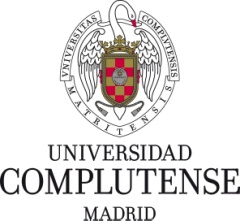 UNIVERSITAS COMPLUTENSIS
MATRITENSIS
UNIVERSIDAD
COMPLUTENSE
MADRID